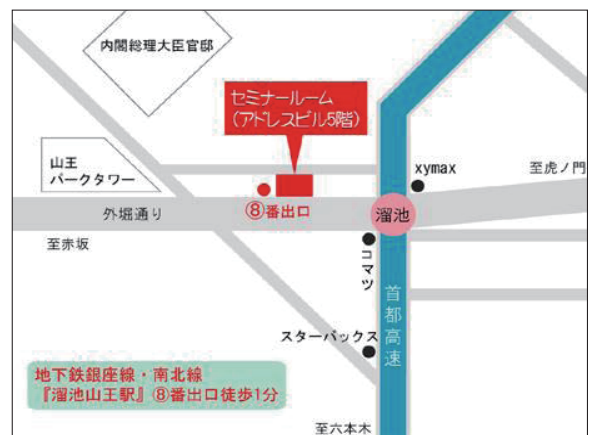 内閣総理大臣官邸
セミナールーム
(アドレスビル5階)
山王
パークタワー
xymax
至虎ノ門
⑧番出口
外堀通り
溜池
至赤坂
コマツ
首都高速
スターバックス
地下鉄銀座線・南北線
『溜池山王駅』⑧番出口徒歩1分
至六本木